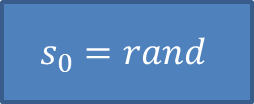 s₀ = rand